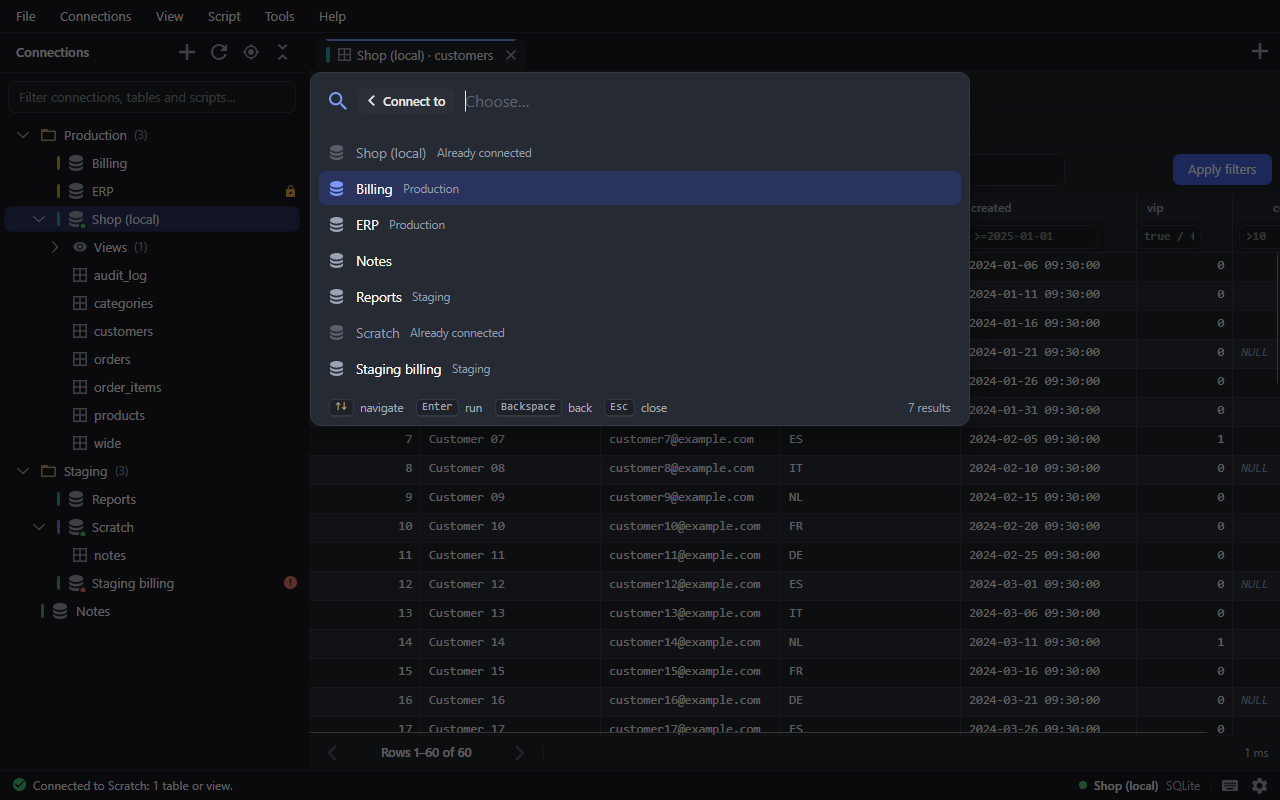 File Connections View Script Tools Help
Connections
Shop (local) · customers
Filter connections, tables and scripts...
Connect to Choose...
Production (3)
Billing
ERP
Shop (local)
Views (1)
audit_log
categories
customers
orders
order_items
products
wide
Staging (3)
Reports
Scratch
notes
Staging billing
Notes
Shop (local) Already connected
Billing Production
ERP Production
Notes
Reports Staging
Scratch Already connected
Staging billing Staging
↑↓ navigate Enter run Backspace back Esc close 7 results
Apply filters
created vip
>=2025-01-01 true / f >10
2024-01-06 09:30:00 0
2024-01-11 09:30:00 0
2024-01-16 09:30:00 0
2024-01-21 09:30:00 0 NULL
2024-01-26 09:30:00 0
2024-01-31 09:30:00 0
7 Customer 07 customer7@example.com ES 2024-02-05 09:30:00 1
8 Customer 08 customer8@example.com IT 2024-02-10 09:30:00 0 NULL
9 Customer 09 customer9@example.com NL 2024-02-15 09:30:00 0
10 Customer 10 customer10@example.com FR 2024-02-20 09:30:00 0
11 Customer 11 customer11@example.com DE 2024-02-25 09:30:00 0
12 Customer 12 customer12@example.com ES 2024-03-01 09:30:00 0 NULL
13 Customer 13 customer13@example.com IT 2024-03-06 09:30:00 0
14 Customer 14 customer14@example.com NL 2024-03-11 09:30:00 1
15 Customer 15 customer15@example.com FR 2024-03-16 09:30:00 0
16 Customer 16 customer16@example.com DE 2024-03-21 09:30:00 0 NULL
17 Customer 17 customer17@example.com ES 2024-03-26 09:30:00 0
Rows 1–60 of 60 1 ms
Connected to Scratch: 1 table or view. Shop (local) SQLite